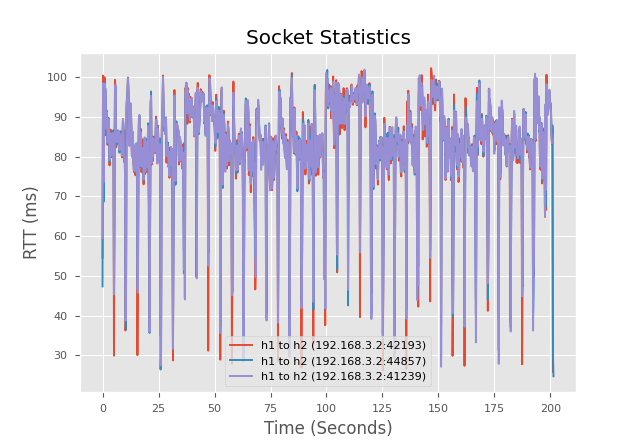 Socket Statistics
RTT (ms)
100
90
80
70
60
50
40
30
h1 to h2 (192.168.3.2:42193)
h1 to h2 (192.168.3.2:44857)
h1 to h2 (192.168.3.2:41239)
0 25 50 75 100 125 150 175 200
Time (Seconds)